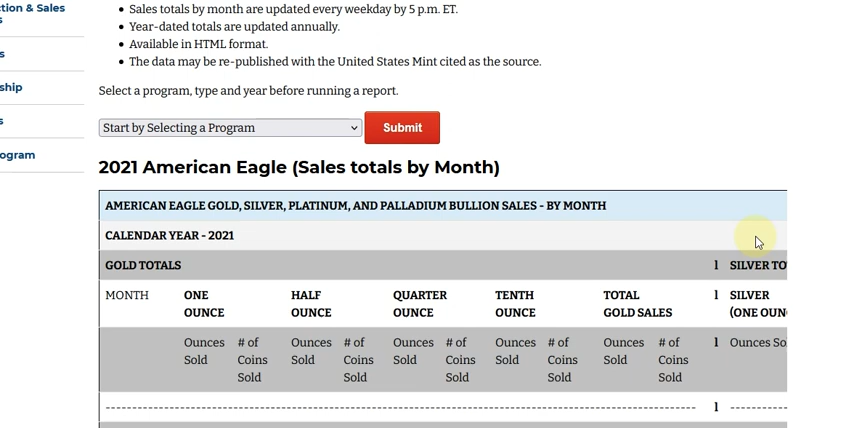 ction & Sales
s
s
ship
s
ogram
Sales totals by month are updated every weekday by 5 p.m. ET.
Year-dated totals are updated annually.
Available in HTML format.
The data may be re-published with the United States Mint cited as the source.
Select a program, type and year before running a report.
Start by Selecting a Program Submit
2021 American Eagle (Sales totals by Month)
AMERICAN EAGLE GOLD, SILVER, PLATINUM, AND PALLADIUM BULLION SALES - BY MONTH
CALENDAR YEAR - 2021
GOLD TOTALS l SILVER TO
MONTH ONE HALF QUARTER TENTH TOTAL l SILVER
OUNCE OUNCE OUNCE OUNCE GOLD SALES (ONE OUN
Ounces # of Ounces # of Ounces # of Ounces # of Ounces # of l Ounces So
Sold Coins Sold Coins Sold Coins Sold Coins Sold Coins
Sold Sold Sold Sold Sold
l